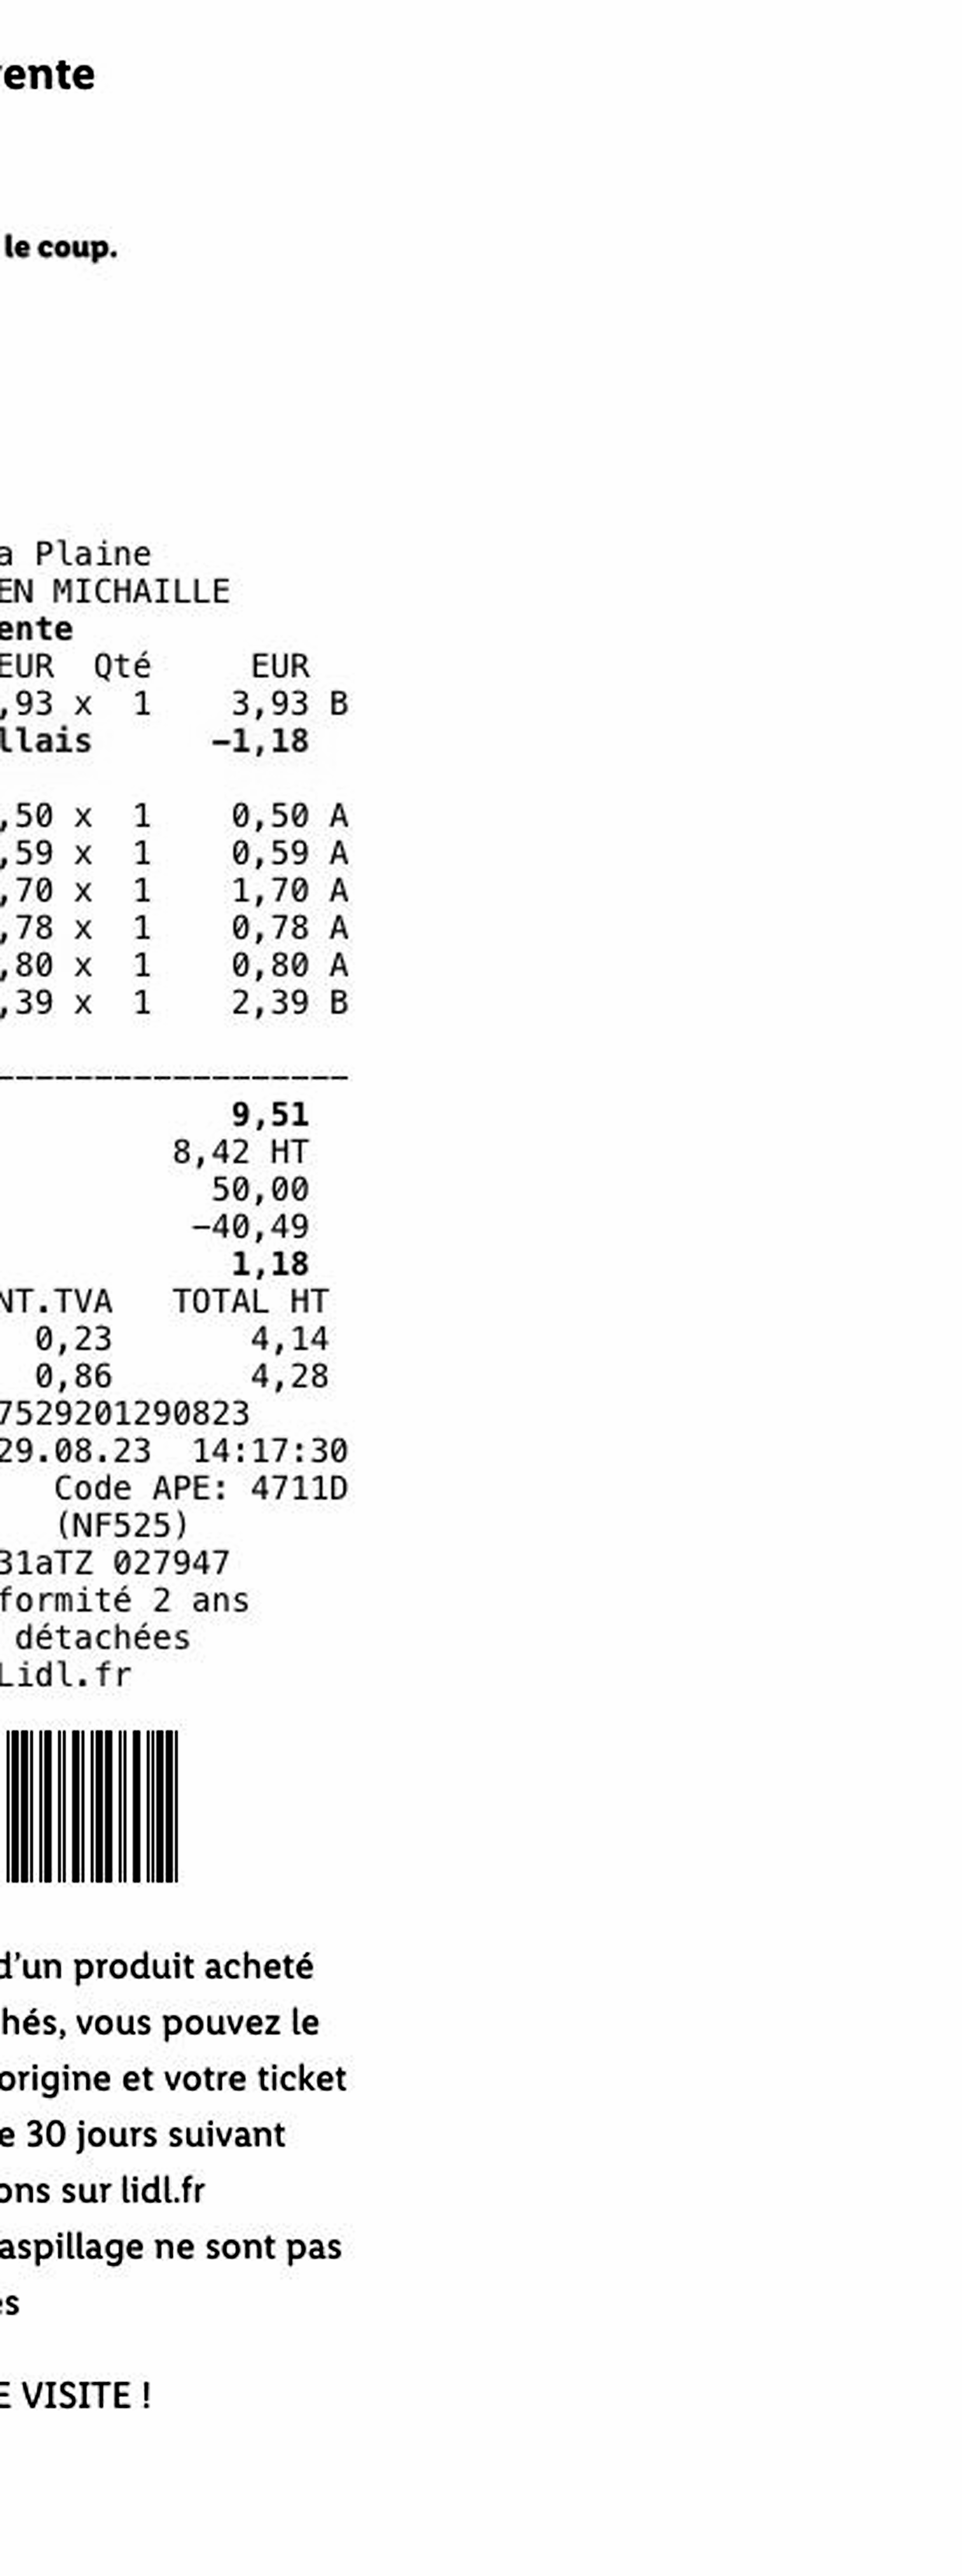 ente
le coup.
a Plaine
EN MICHAILLE
ente
EUR Qté EUR
,93 x 1 3,93 B
llais -1,18
,50 x 1 0,50 A
,59 x 1 0,59 A
,70 x 1 1,70 A
,78 x 1 0,78 A
,80 x 1 0,80 A
,39 x 1 2,39 B
------------------
9,51
8,42 HT
50,00
-40,49
1,18
NT.TVA TOTAL HT
0,23 4,14
0,86 4,28
7529201290823
29.08.23 14:17:30
Code APE: 4711D
(NF525)
31aTZ 027947
formité 2 ans
détachées
Lidl.fr
d’un produit acheté
hés, vous pouvez le
origine et votre ticket
e 30 jours suivant
ons sur lidl.fr
aspillage ne sont pas
es
E VISITE !